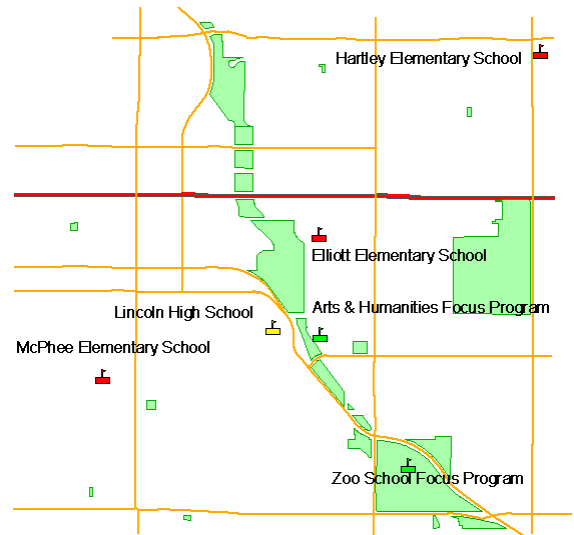 Hartley Elementary School
Elliott Elementary School
Arts & Humanities Focus Program
Lincoln High School
McPhee Elementary School
Zoo School Focus Program